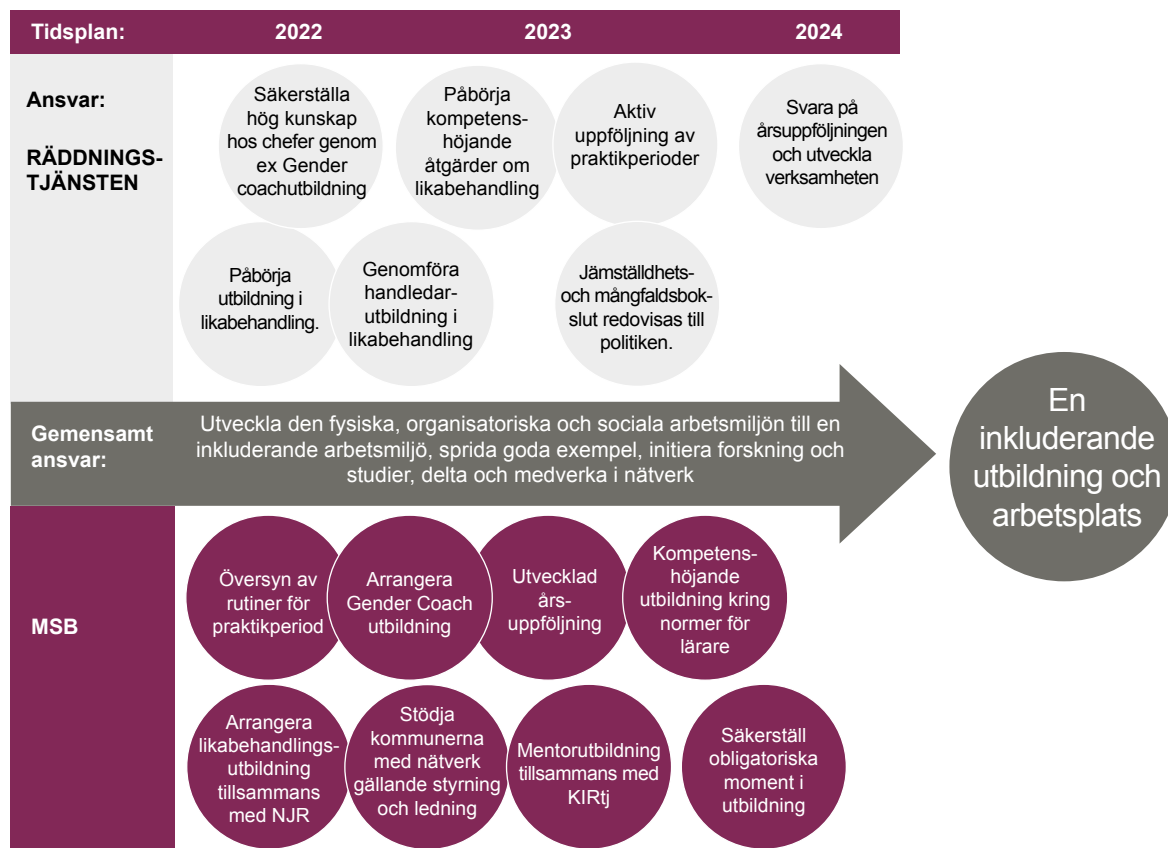 Tidsplan: 2022 2023 2024
Ansvar:
RÄDDNINGS-
TJÄNSTEN
Säkerställa
hög kunskap
hos chefer genom
ex Gender
coachutbildning
Påbörja
kompetens-
höjande
åtgärder om
likabehandling
Aktiv
uppföljning av
praktikperioder
Svara på
årsuppföljningen
och utveckla
verksamheten
Påbörja
utbildning i
likabehandling.
Genomföra
handledar-
utbildning i
likabehandling
Jämställdhets-
och mångfaldsbok-
slut redovisas till
politiken.
Gemensamt
ansvar:
Utveckla den fysiska, organisatoriska och sociala arbetsmiljön till en
inkluderande arbetsmiljö, sprida goda exempel, initiera forskning och
studier, delta och medverka i nätverk
En
inkluderande
utbildning och
arbetsplats
MSB
Översyn av
rutiner för
praktikperiod
Arrangera
Gender Coach
utbildning
Utvecklad
års-
uppföljning
Kompetens-
höjande
utbildning kring
normer för
lärare
Arrangera
likabehandlings-
utbildning
tillsammans
med NJR
Stödja
kommunerna
med nätverk
gällande styrning
och ledning
Mentorutbildning
tillsammans med
KIRtj
Säkerställ
obligatoriska
moment i
utbildning